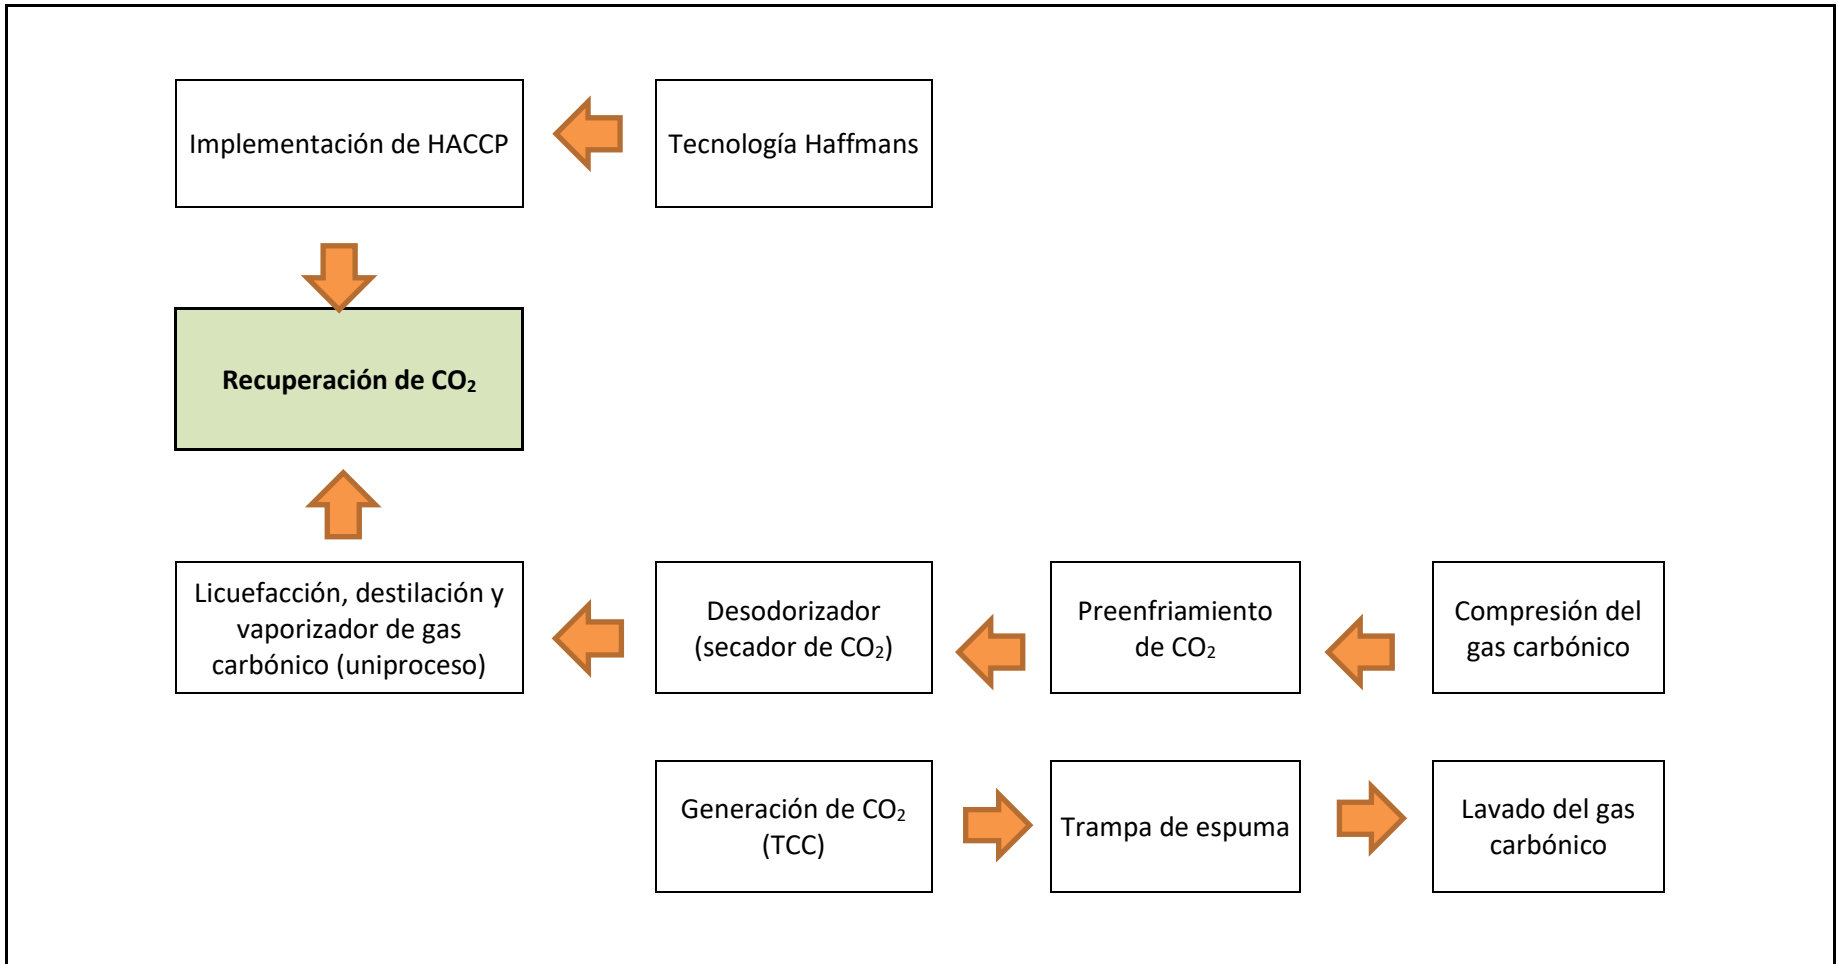 Implementación de HACCP
Tecnología Haffmans
Recuperación de CO₂
Licuefacción, destilación y
vaporizador de gas
carbónico (uniproceso)
Desodorizador
(secador de CO₂)
Preenfriamiento
de CO₂
Compresión del
gas carbónico
Generación de CO₂
(TCC)
Trampa de espuma
Lavado del gas
carbónico